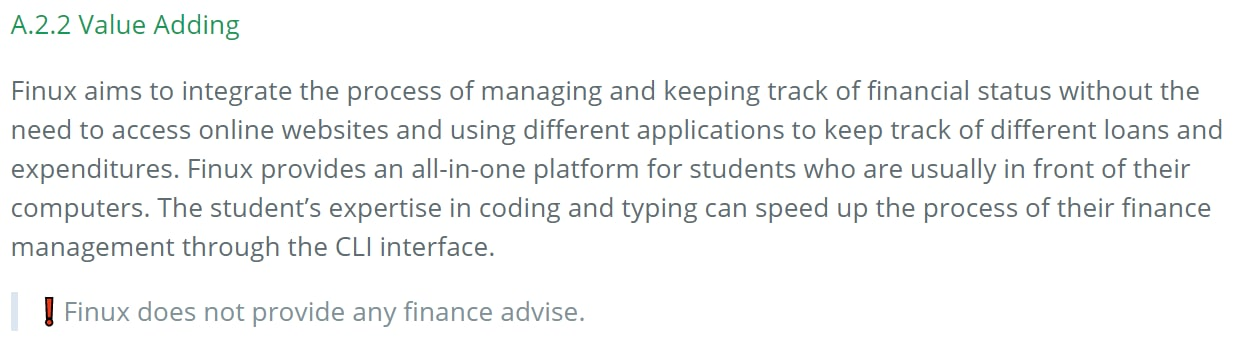 A.2.2 Value Adding
Finux aims to integrate the process of managing and keeping track of financial status without the
need to access online websites and using different applications to keep track of different loans and
expenditures. Finux provides an all-in-one platform for students who are usually in front of their
computers. The student’s expertise in coding and typing can speed up the process of their finance
management through the CLI interface.
❗ Finux does not provide any finance advise.